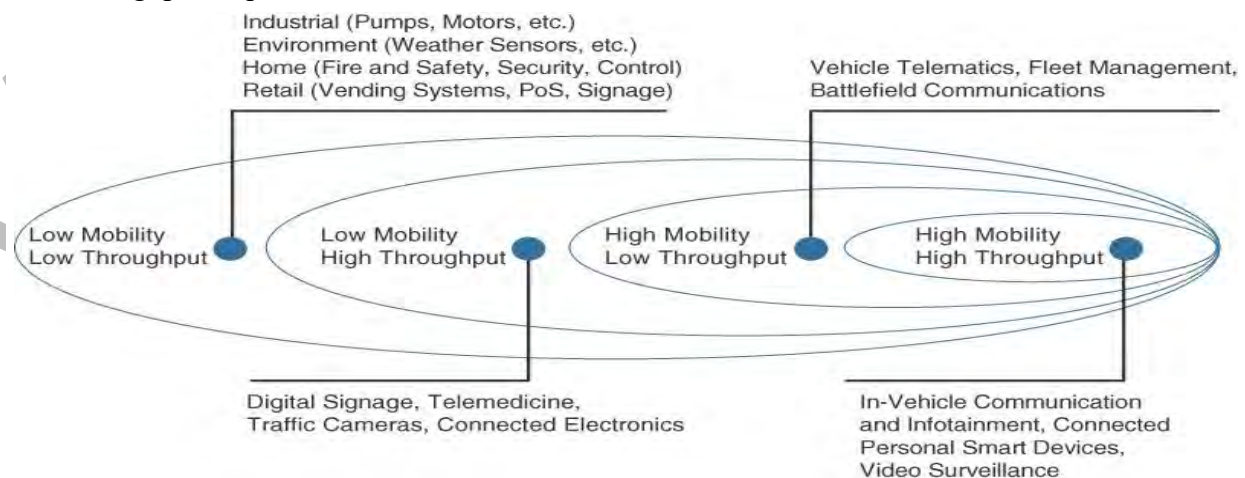 Industrial (Pumps, Motors, etc.)
Environment (Weather Sensors, etc.)
Home (Fire and Safety, Security, Control)
Retail (Vending Systems, PoS, Signage)
Vehicle Telematics, Fleet Management,
Battlefield Communications
Low Mobility
Low Throughput
Low Mobility
High Throughput
High Mobility
Low Throughput
High Mobility
High Throughput
Digital Signage, Telemedicine,
Traffic Cameras, Connected Electronics
In-Vehicle Communication
and Infotainment, Connected
Personal Smart Devices,
Video Surveillance